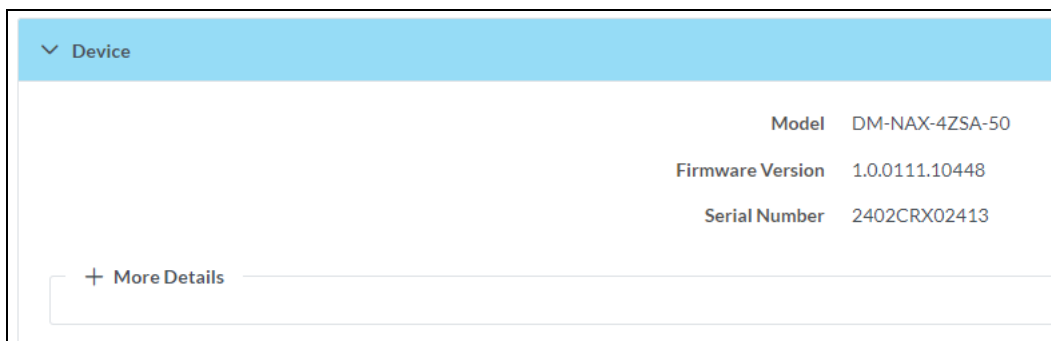 Device
Model DM-NAX-4ZSA-50
Firmware Version 1.0.0111.10448
Serial Number 2402CRX02413
More Details